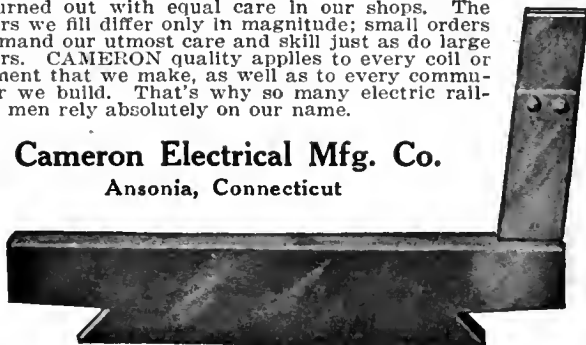 urned out with equal care in our shops. The
rs we fill differ only in magnitude; small orders
mand our utmost care and skill just as do large
rs. CAMERON quality applies to every coil or
ment that we make, as well as to every commu-
r we build. That's why so many electric rail-
men rely absolutely on our name.
Cameron Electrical Mfg. Co.
Ansonia, Connecticut